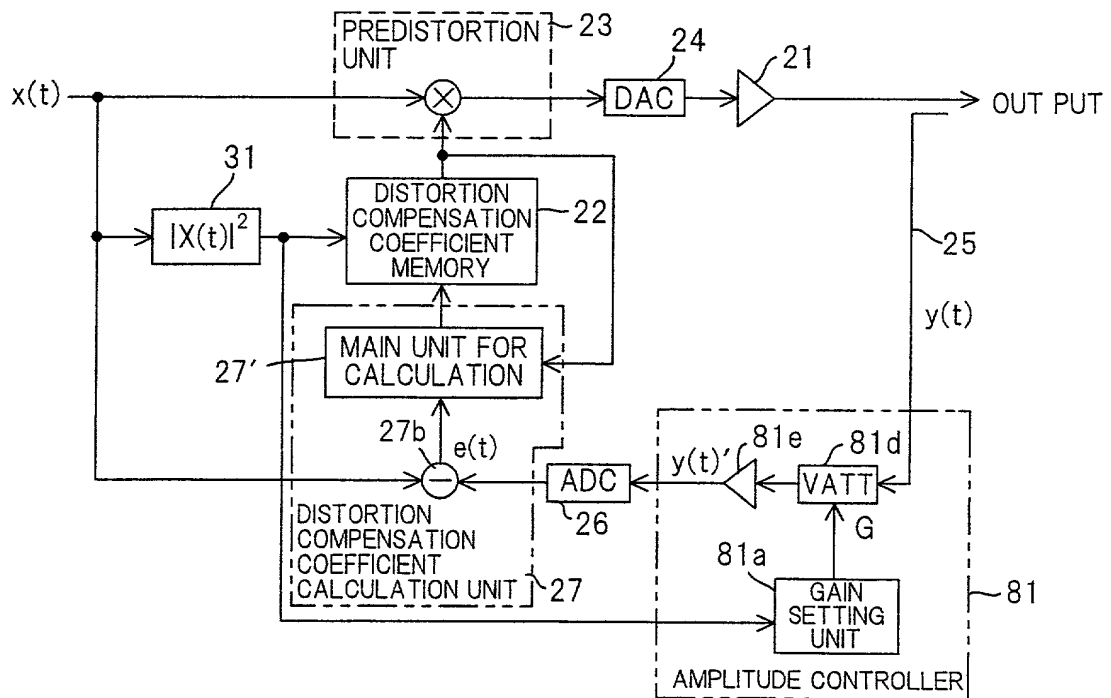 PREDISTORTION
UNIT
23
24
21
x(t)
DAC
OUT PUT
31
|X(t)|²
DISTORTION
COMPENSATION
COEFFICIENT
MEMORY
22
25
y(t)
MAIN UNIT FOR
CALCULATION
27'
27b
e(t)
ADC
26
y(t)'
81e
81d
VATT
G
81a
GAIN
SETTING
UNIT
81
DISTORTION
COMPENSATION
COEFFICIENT
CALCULATION UNIT
27
AMPLITUDE CONTROLLER